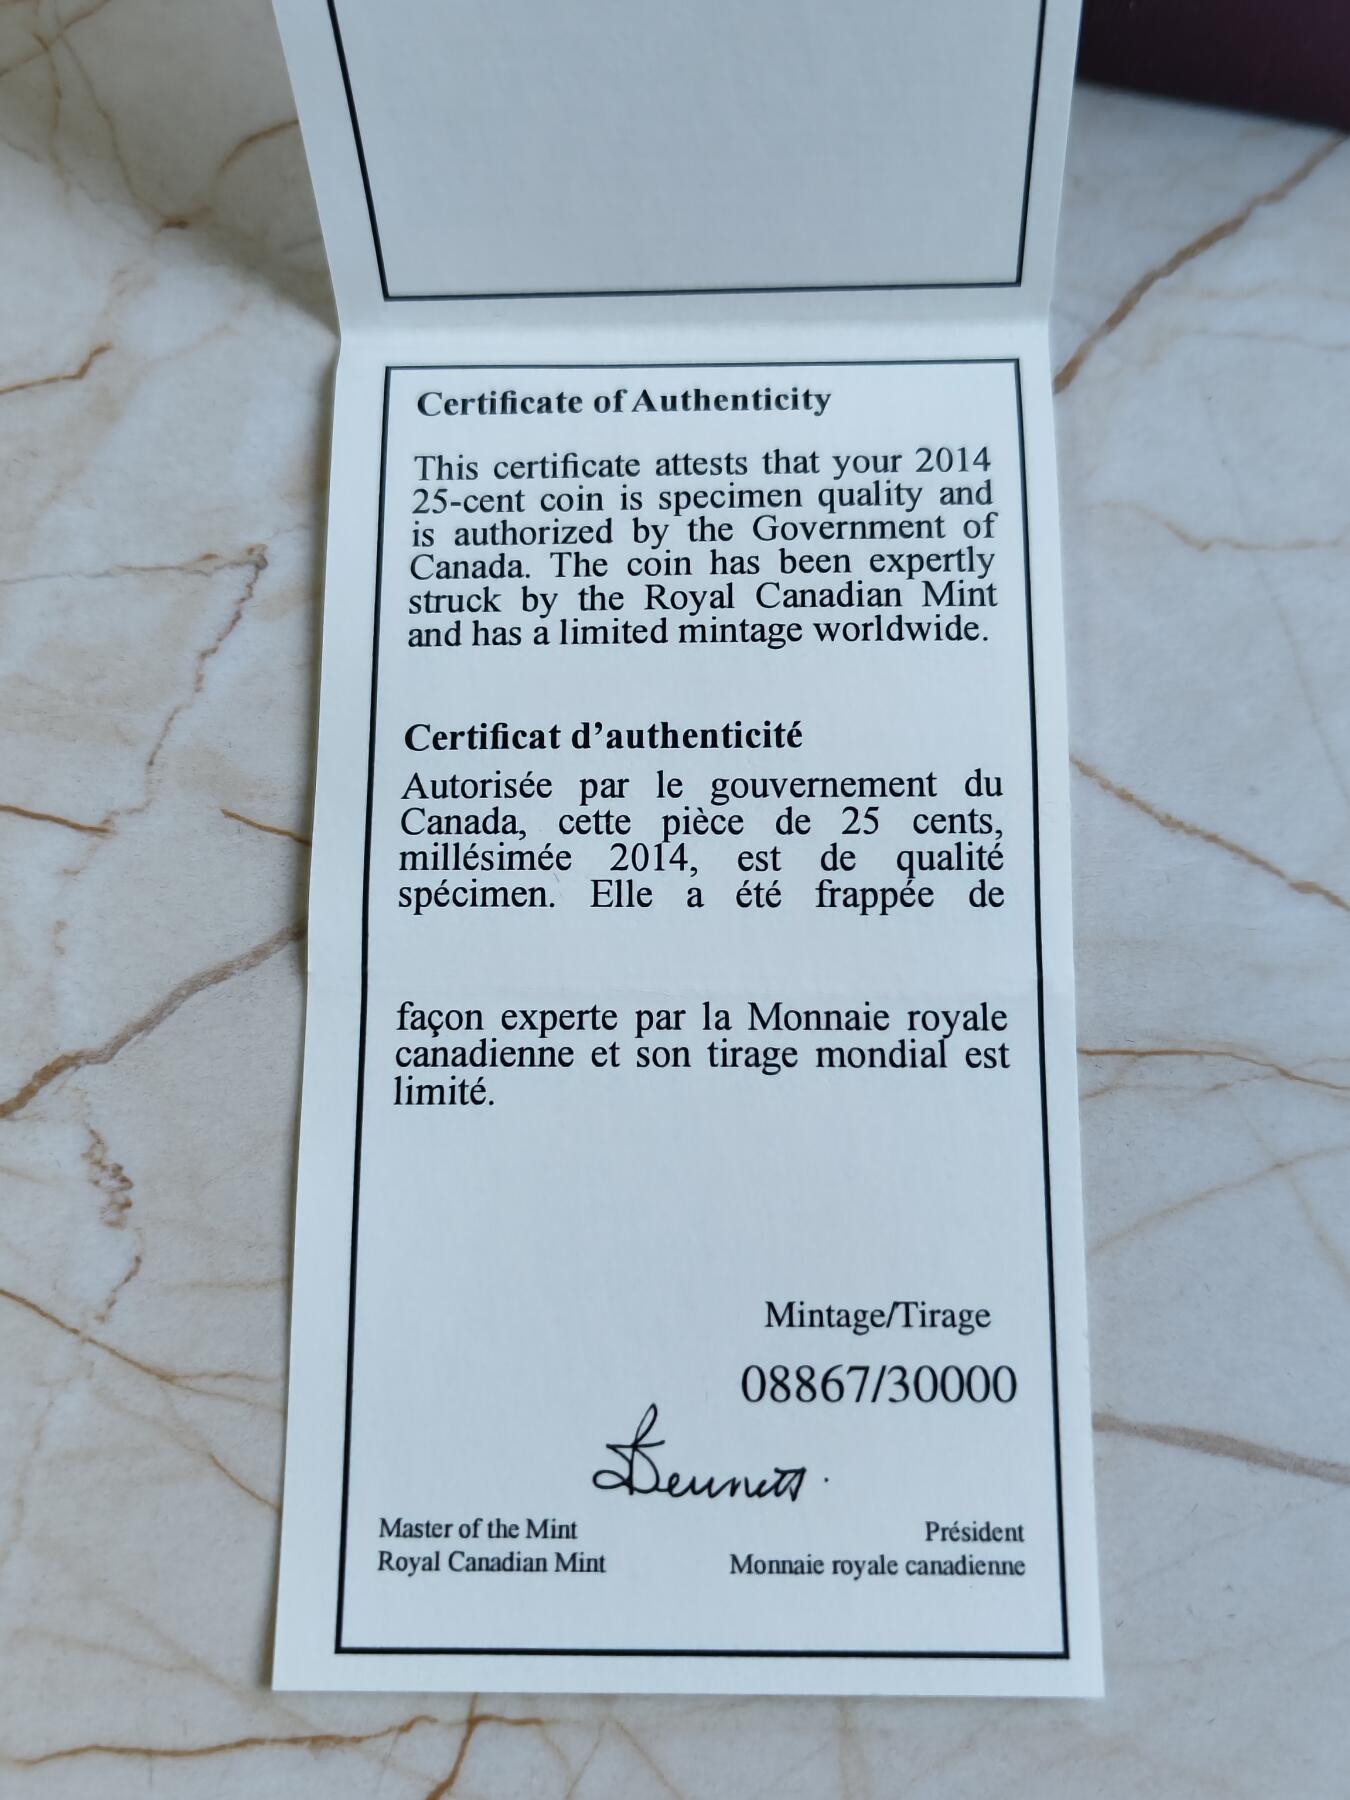 Certificate of Authenticity
This certificate attests that your 2014
25-cent coin is specimen quality and
is authorized by the Government of
Canada. The coin has been expertly
struck by the Royal Canadian Mint
and has a limited mintage worldwide.
Certificat d'authenticité
Autorisée par le gouvernement du
Canada, cette pièce de 25 cents,
millésimée 2014, est de qualité
spécimen. Elle a été frappée de
façon experte par la Monnaie royale
canadienne et son tirage mondial est
limité.
Mintage/Tirage
08867/30000
Bennett
Master of the Mint
Royal Canadian Mint
Président
Monnaie royale canadienne